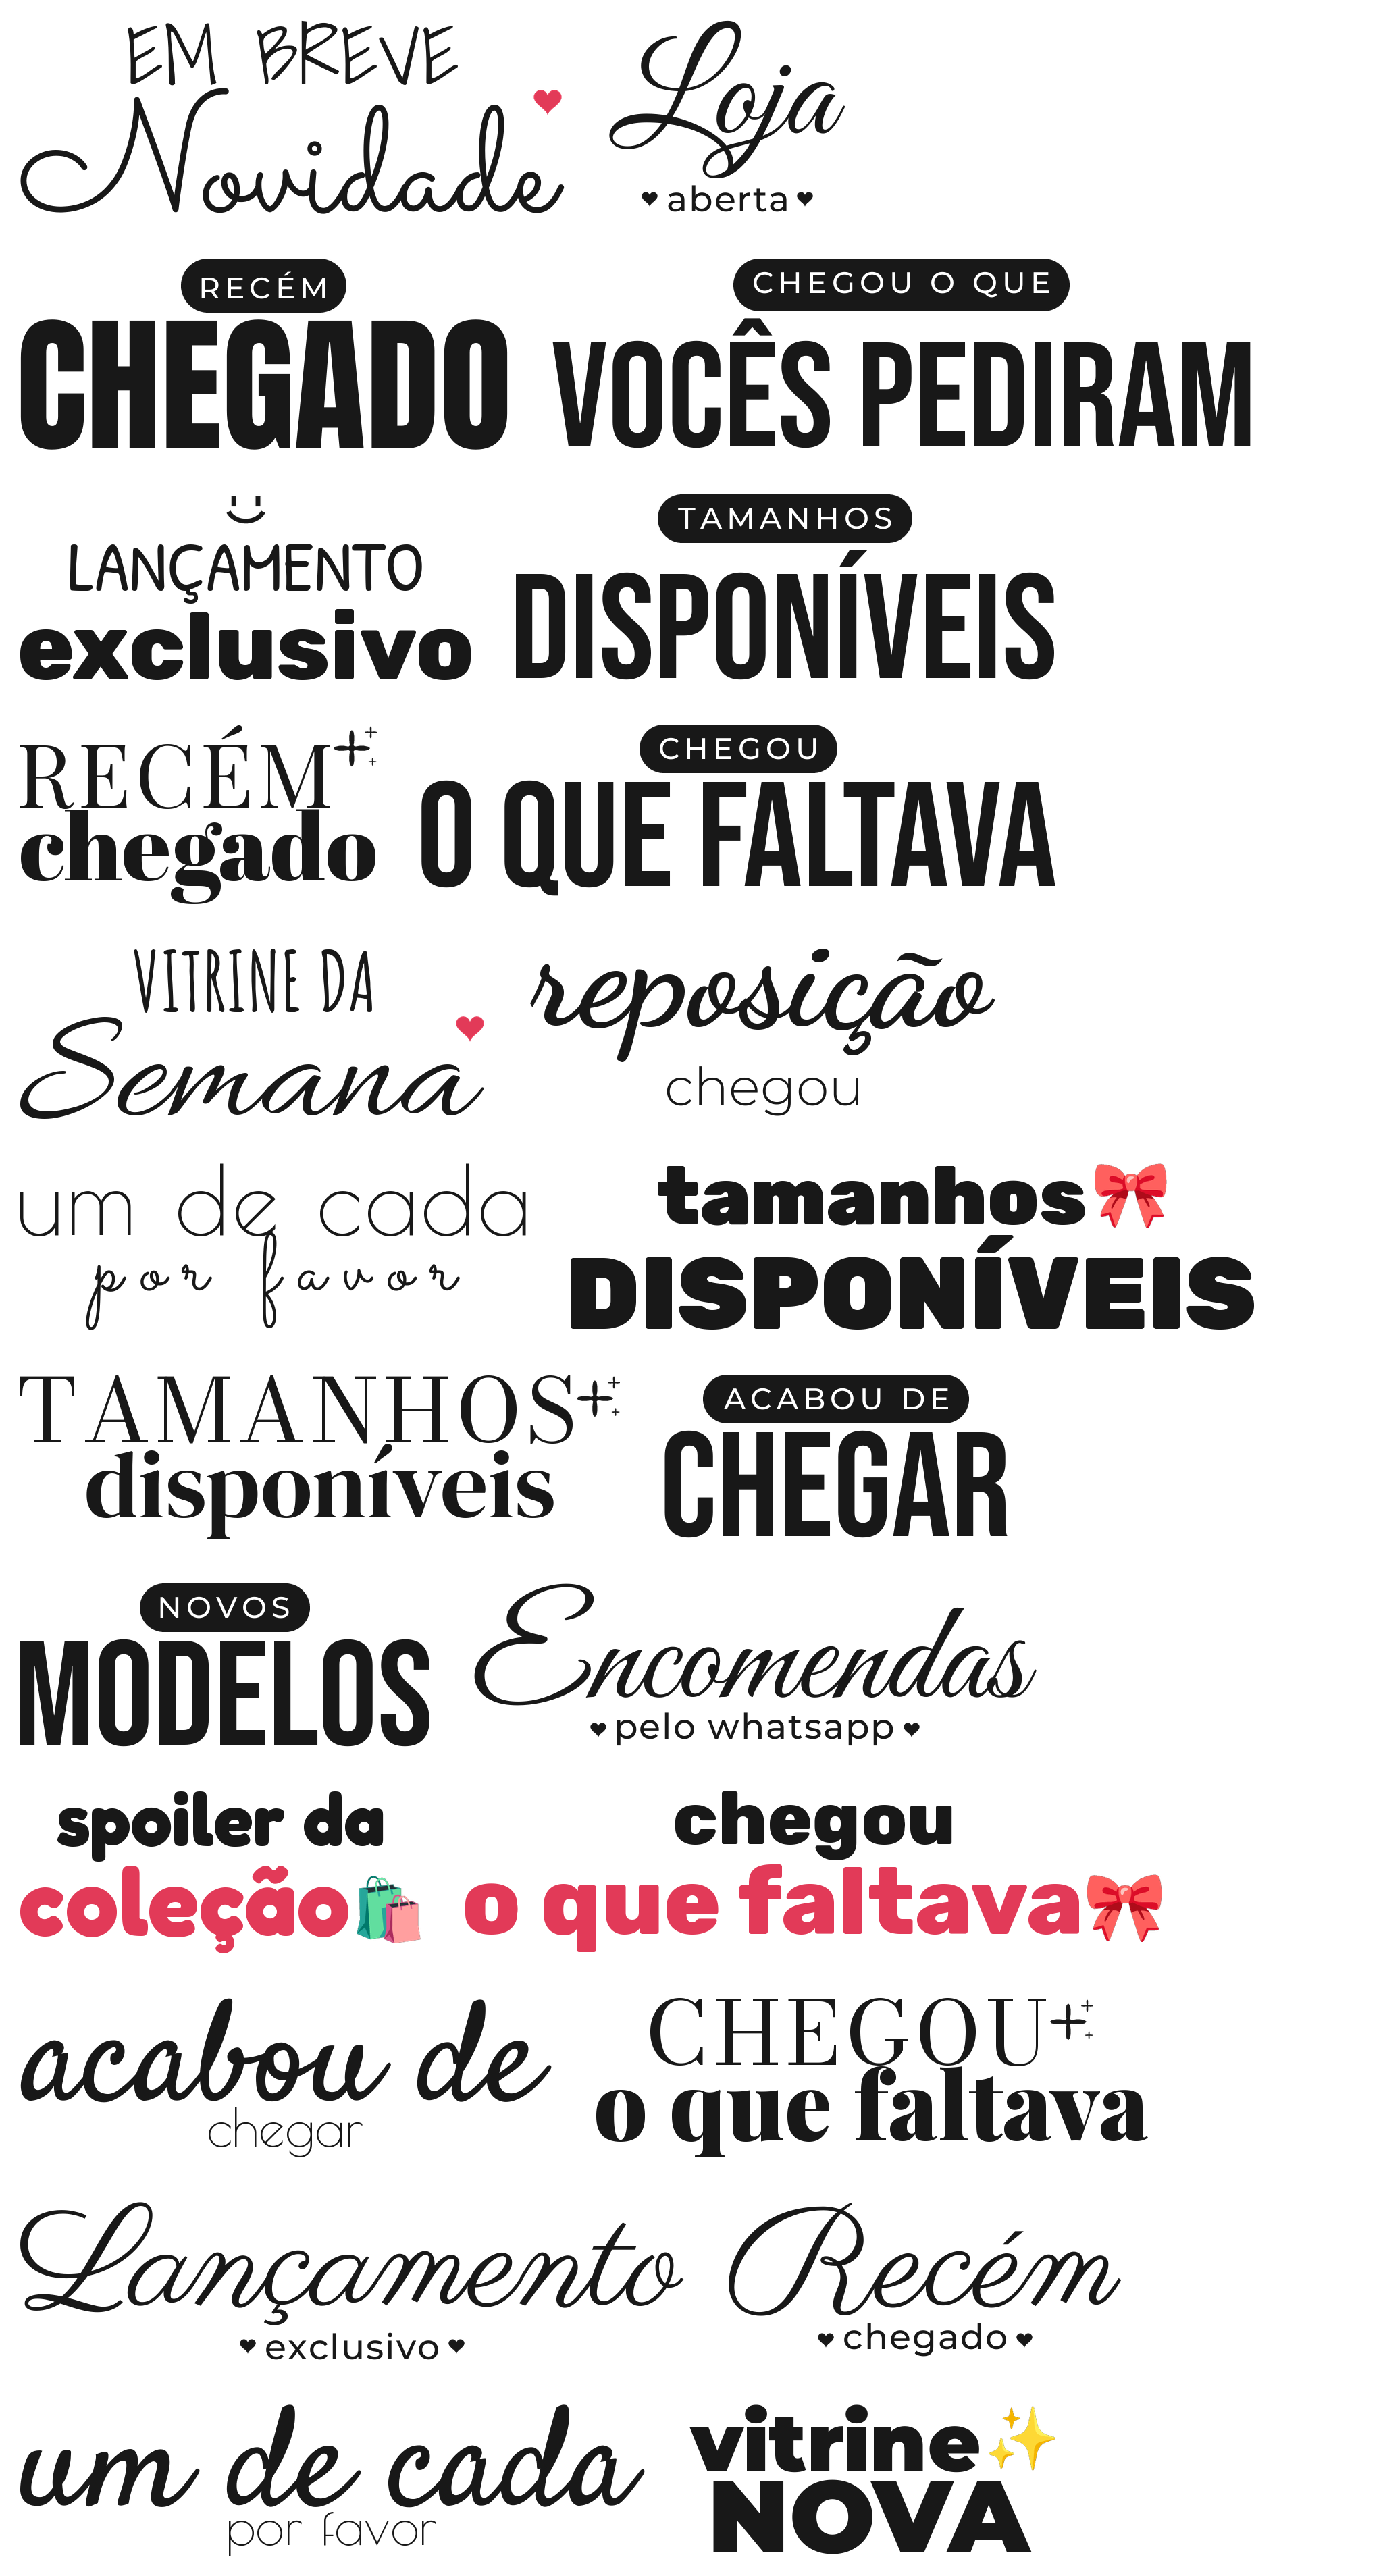 EM BREVE
Novidade
Loja
aberta
RECÉM
CHEGADO
CHEGOU O QUE
VOCÊS PEDIRAM
LANÇAMENTO
exclusivo
TAMANHOS
DISPONÍVEIS
RECÉM
chegado
CHEGOU
O QUE FALTAVA
VITRINE DA
Semana
reposição
chegou
um de cada
por favor
tamanhos
DISPONÍVEIS
TAMANHOS
disponíveis
ACABOU DE
CHEGAR
NOVOS
MODELOS
Encomendas
pelo whatsapp
spoiler da
coleção
chegou
o que faltava
acabou de
chegar
CHEGOU
o que faltava
Lançamento
exclusivo
Recém
chegado
um de cada
por favor
vitrine
NOVA